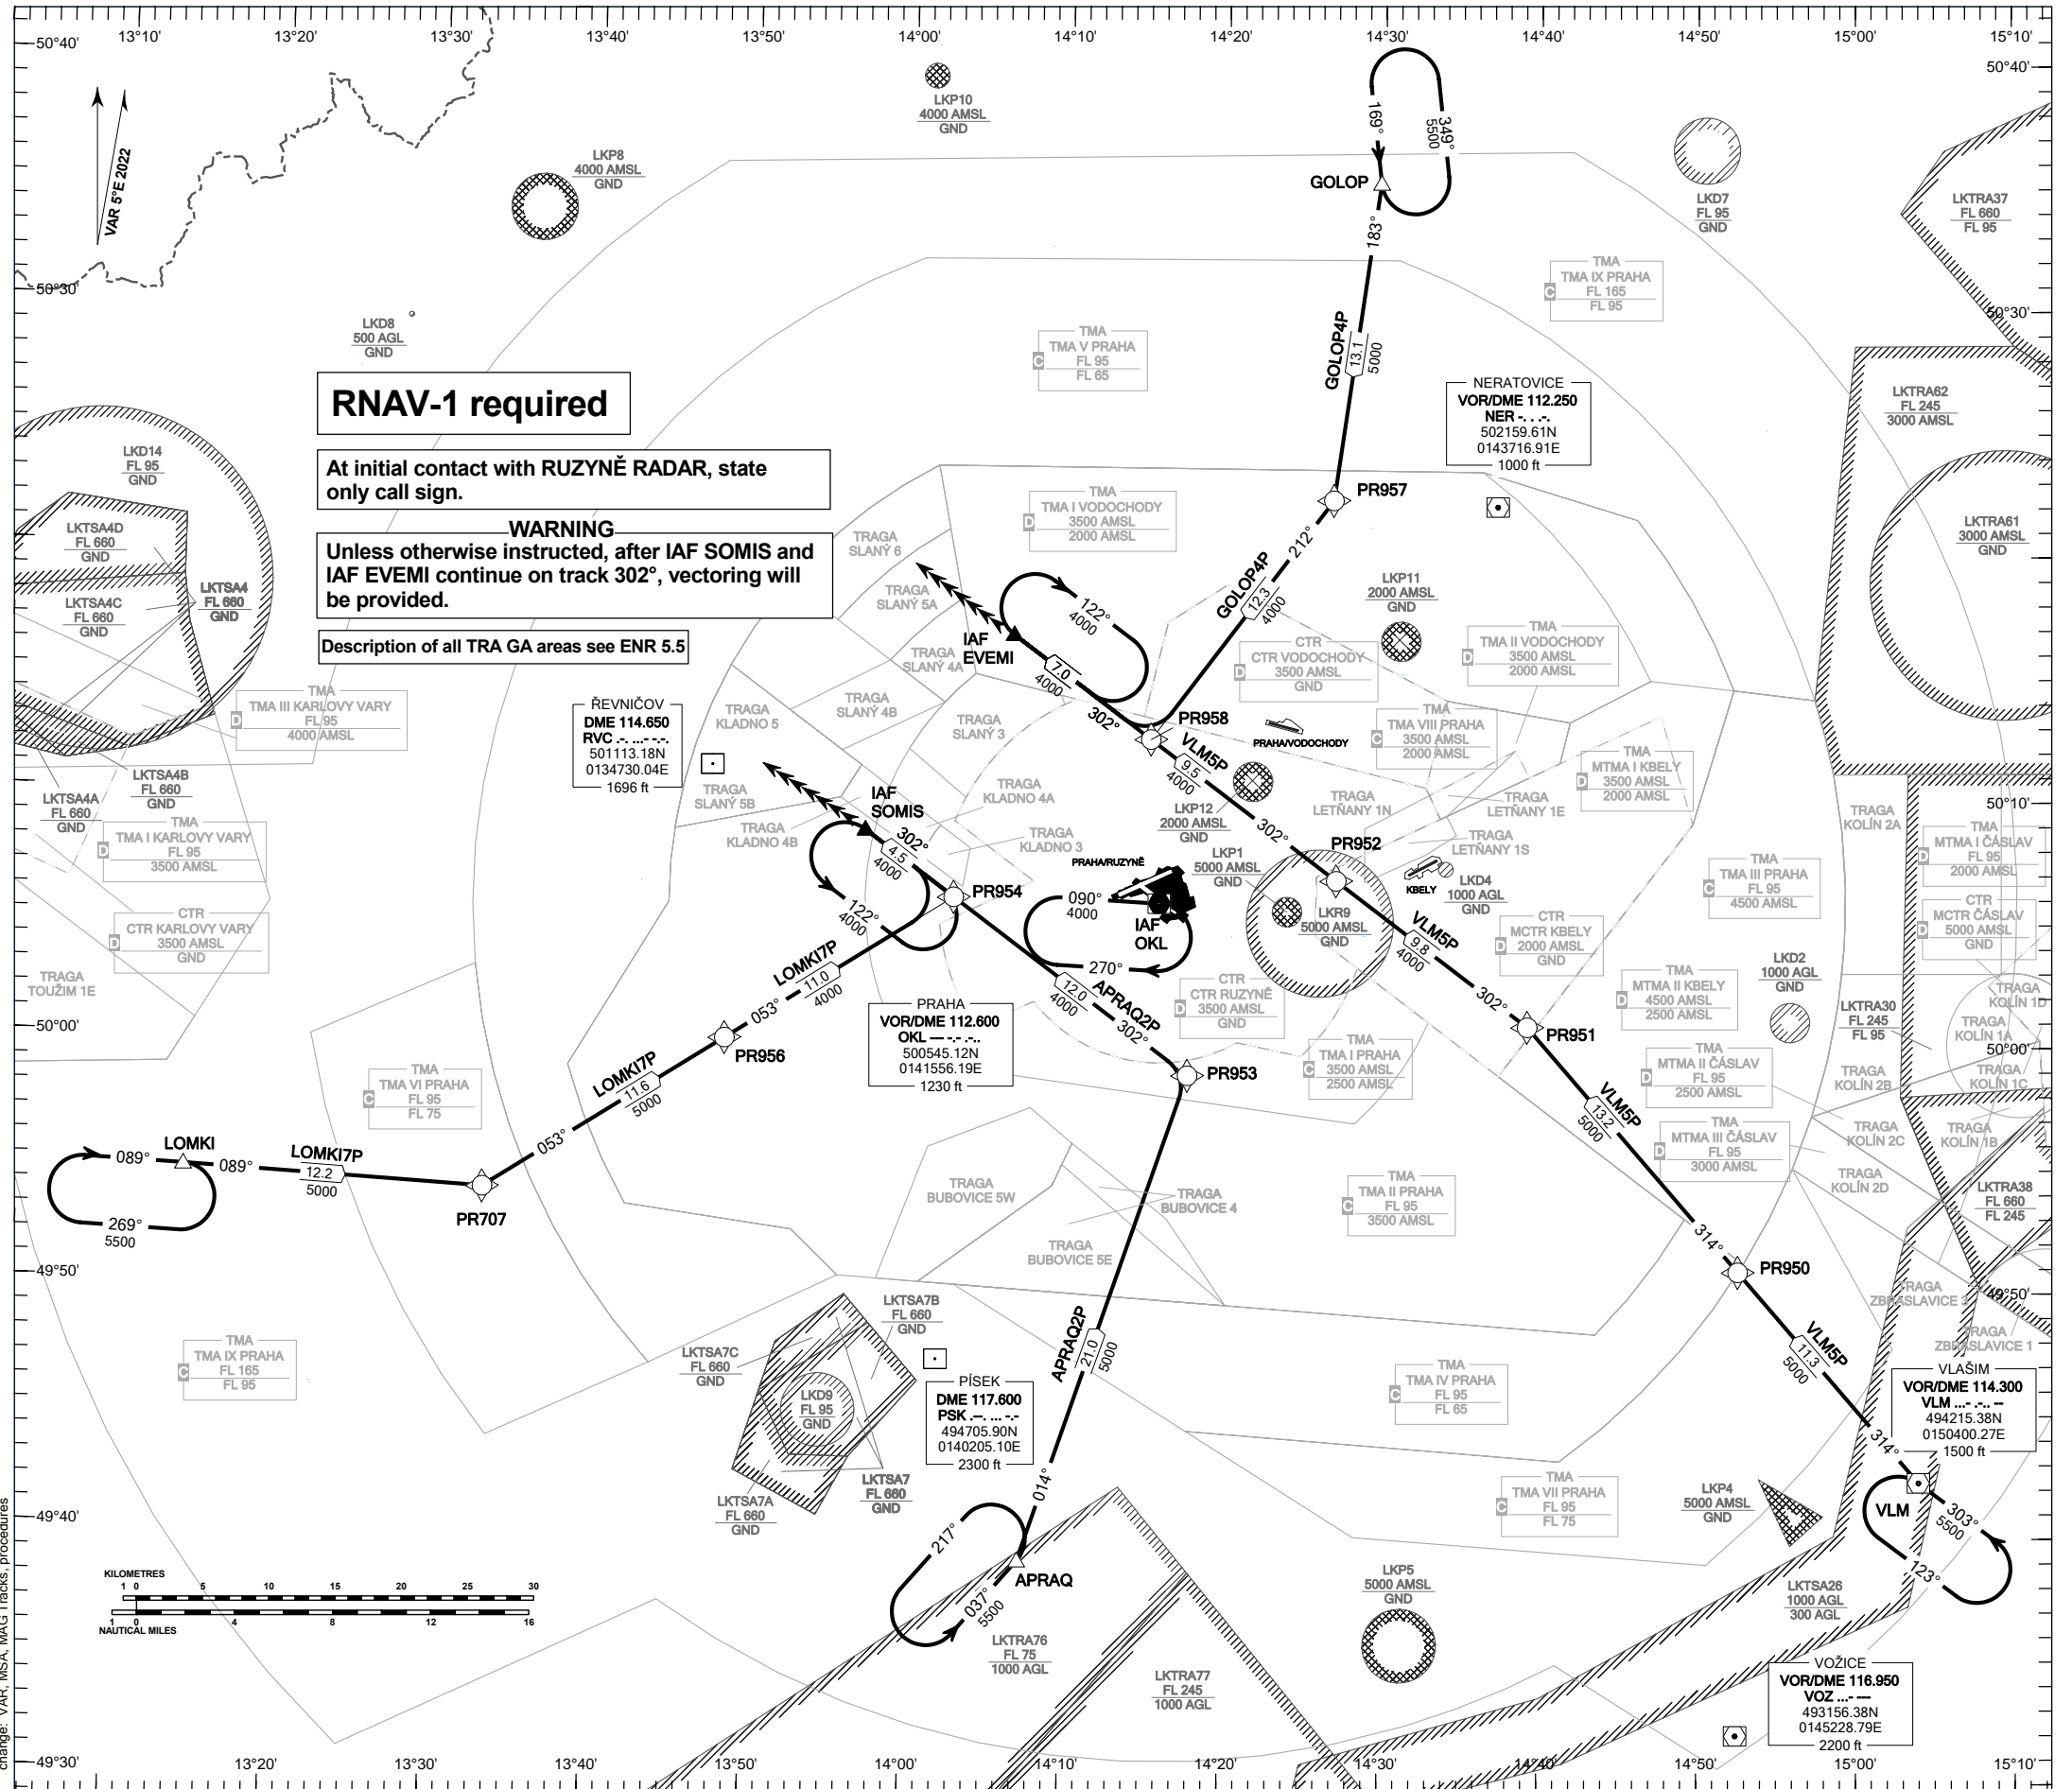 13°10'
13°20'
13°30'
13°40'
13°50'
14°00'
14°10'
14°20'
14°30'
14°40'
14°50'
15°00'
15°10'
50°40'
50°40'
VAR 5°E 2022
LKP10
4000 AMSL
GND
LKP8
4000 AMSL
GND
169°
349°
5500
GOLOP
183°
LKD7
FL 95
GND
LKTRA37
FL 660
FL 95
TMA
TMA IX PRAHA
C
FL 165
FL 95
50°30'
50°30'
LKD8
500 AGL
GND
TMA
TMA V PRAHA
C
FL 95
FL 65
GOLOP4P
13.1
5000
RNAV-1 required
At initial contact with RUZYNĚ RADAR, state
only call sign.
WARNING
Unless otherwise instructed, after IAF SOMIS and
IAF EVEMI continue on track 302°, vectoring will
be provided.
Description of all TRA GA areas see ENR 5.5
NERATOVICE
VOR/DME 112.250
NER -. . .-.
502159.61N
0143716.91E
1000 ft
LKTRA62
FL 245
3000 AMSL
LKD14
FL 95
GND
LKTSA4D
FL 660
GND
LKTSA4C
FL 660
GND
LKTSA4
FL 660
GND
TRAGA
SLANÝ 6
TMA
TMA I VODOCHODY
D
3500 AMSL
2000 AMSL
PR957
212°
GOLOP4P
12.3
4000
LKTRA61
3000 AMSL
GND
LKP11
2000 AMSL
GND
TRAGA
SLANÝ 5A
122°
4000
IAF
EVEMI
TRAGA
SLANÝ 4A
7.0
4000
302°
CTR
CTR VODOCHODY
D
3500 AMSL
GND
TMA
TMA II VODOCHODY
D
3500 AMSL
2000 AMSL
TMA
TMA III KARLOVY VARY
D
FL 95
4000 AMSL
ŘEVNIČOV
DME 114.650
RVC .-. ...- -.-.
501113.18N
0134730.04E
1696 ft
TRAGA
KLADNO 5
TRAGA
SLANÝ 4B
TRAGA
SLANÝ 3
PR958
VLM5P
9.5
4000
PRAHA/VODOCHODY
TMA
TMA VIII PRAHA
C
3500 AMSL
2000 AMSL
TMA
MTMA I KBELY
D
3500 AMSL
2000 AMSL
LKTSA4B
FL 660
GND
LKTSA4A
FL 660
GND
TMA
TMA I KARLOVY VARY
D
FL 95
3500 AMSL
TRAGA
SLANÝ 5B
IAF
SOMIS
TRAGA
KLADNO 4A
TRAGA
KLADNO 4B
302°
4.5
4000
TRAGA
KLADNO 3
LKP12
2000 AMSL
GND
302°
TRAGA
LETŇANY 1N
TRAGA
LETŇANY 1E
TRAGA
LETŇANY 1S
TRAGA
KOLÍN 2A
50°10'
TMA
MTMA I ČÁSLAV
D
FL 95
2000 AMSL
PR952
LKP1
5000 AMSL
GND
PRAHA/RUZYNĚ
KBELY
LKD4
1000 AGL
GND
TMA
TMA III PRAHA
C
FL 95
4500 AMSL
PR954
122°
4000
090°
4000
IAF
OKL
270°
LKR9
5000 AMSL
GND
VLM5P
9.8
4000
CTR
MCTR KBELY
D
2000 AMSL
GND
CTR
MCTR ČÁSLAV
D
5000 AMSL
GND
CTR
CTR KARLOVY VARY
D
3500 AMSL
GND
TRAGA
TOUŽIM 1E
LOMKI7P
11.0
4000
053°
12.0
4000
APRAQ2P
302°
CTR
CTR RUZYNĚ
D
3500 AMSL
GND
302°
TMA
MTMA II KBELY
D
4500 AMSL
2500 AMSL
LKD2
1000 AGL
GND
LKTRA30
FL 245
FL 95
TRAGA
KOLÍN 1D
TRAGA
KOLÍN 1A
50°00'
50°00'
PRAHA
VOR/DME 112.600
OKL --- -.- .-..
500545.12N
0141556.19E
1230 ft
PR956
PR951
PR953
TMA
TMA I PRAHA
C
3500 AMSL
2500 AMSL
TMA
MTMA II ČÁSLAV
D
FL 95
2500 AMSL
TRAGA
KOLÍN 2B
TRAGA
KOLÍN 1C
TMA
TMA VI PRAHA
C
FL 95
FL 75
LOMKI7P
11.6
5000
053°
VLM5P
13.2
5000
TMA
MTMA III ČÁSLAV
D
FL 95
3000 AMSL
TRAGA
KOLÍN 2C
TRAGA
KOLÍN 1B
TRAGA
KOLÍN 2D
LOMKI
089°
089°
LOMKI7P
12.2
5000
269°
5500
PR707
TRAGA
BUBOVICE 5W
TRAGA
BUBOVICE 4
TRAGA
BUBOVICE 5E
TMA
TMA II PRAHA
C
FL 95
3500 AMSL
LKTRA38
FL 660
FL 245
314°
PR950
49°50'
49°50'
TRAGA
ZBRASLAVICE 3
TRAGA
ZBRASLAVICE 1
LKTSA7B
FL 660
GND
LKTSA7C
FL 660
GND
TMA
TMA IX PRAHA
C
FL 165
FL 95
LKD9
FL 95
GND
PÍSEK
DME 117.600
PSK .--. ... -.-
494705.90N
0140205.10E
2300 ft
APRAQ2P
21.0
5000
TMA
TMA IV PRAHA
C
FL 95
FL 65
VLM5P
11.3
5000
VLAŠIM
VOR/DME 114.300
VLM ...- .-.. --
494215.38N
0150400.27E
1500 ft
314°
LKTSA7
FL 660
GND
LKTSA7A
FL 660
GND
014°
TMA
TMA VII PRAHA
C
FL 95
FL 75
LKP4
5000 AMSL
GND
VLM
303°
5500
123°
49°40'
217°
037°
5500
APRAQ
LKP5
5000 AMSL
GND
LKTSA26
1000 AGL
300 AGL
KILOMETRES
1 0 5 10 15 20 25 30
1 0 4 8 12 16
NAUTICAL MILES
LKTRA76
FL 75
1000 AGL
LKTRA77
FL 245
1000 AGL
VOŽICE
VOR/DME 116.950
VOZ ...- --- --..
493156.38N
0145228.79E
2200 ft
change: VAR, MSA, MAG Tracks, procedures
49°30'
13°20'
13°30'
13°40'
13°50'
14°00'
14°10'
14°20'
14°30'
14°40'
14°50'
15°00'
15°10'